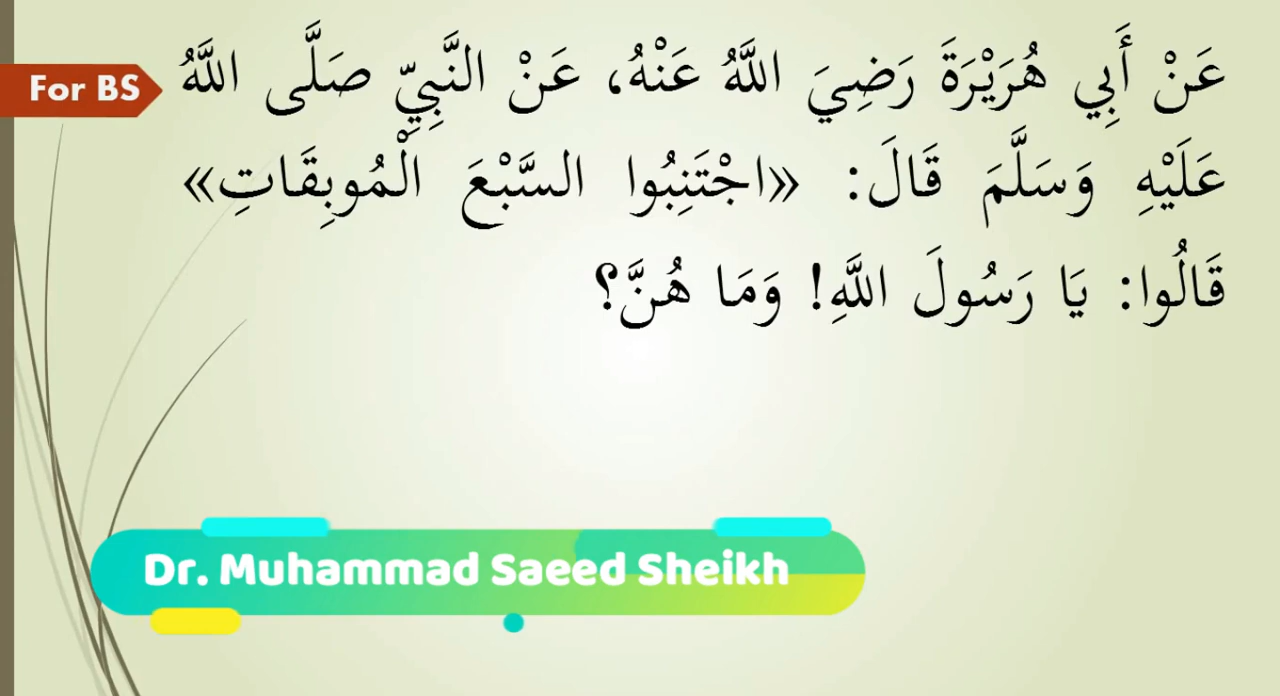 For BS
عَنْ أَبِي هُرَيْرَةَ رَضِيَ اللَّهُ عَنْهُ، عَنْ النَّبِيِّ صَلَّى اللَّهُ
عَلَيْهِ وَسَلَّمَ قَالَ: «اجْتَنِبُوا السَّبْعَ الْمُوبِقَاتِ»
قَالُوا: يَا رَسُولَ اللَّهِ! وَمَا هُنَّ؟
Dr. Muhammad Saeed Sheikh